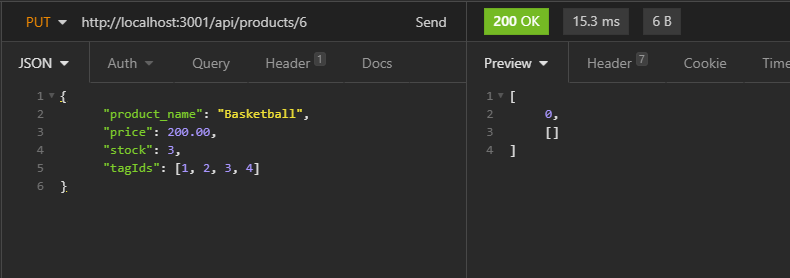 PUT http://localhost:3001/api/products/6 Send 200 OK 15.3 ms 6 B
JSON Auth Query Header 1 Docs Preview Header 7 Cookie Time
1 {
2 "product_name": "Basketball",
3 "price": 200.00,
4 "stock": 3,
5 "tagIds": [1, 2, 3, 4]
6 }
1 [
2 0,
3 []
4 ]